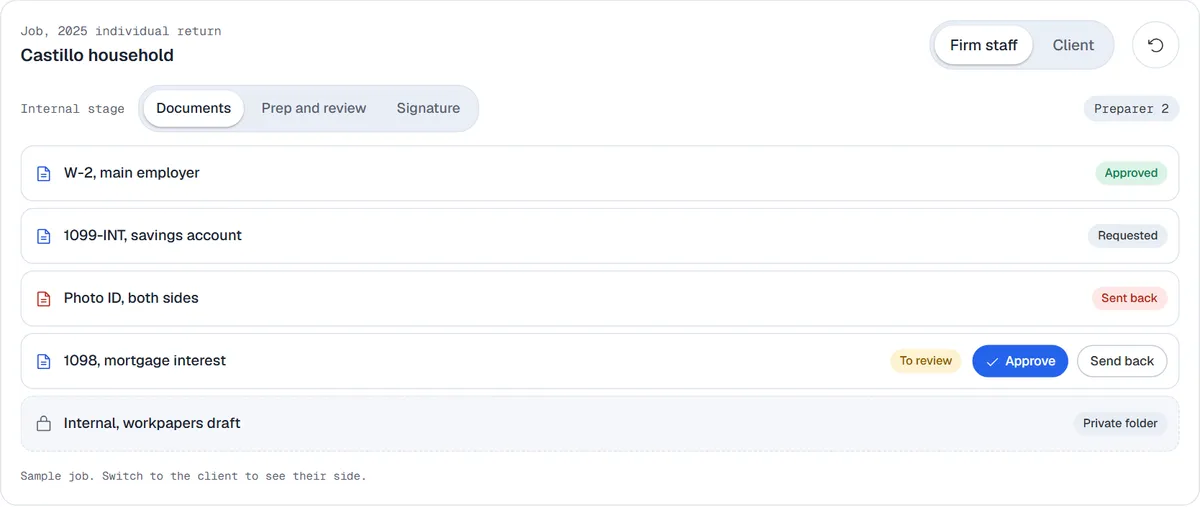 Job, 2025 individual return
Castillo household
Firm staff
Client
Internal stage
Documents
Prep and review
Signature
Preparer 2
W-2, main employer
Approved
1099-INT, savings account
Requested
Photo ID, both sides
Sent back
1098, mortgage interest
To review
Approve
Send back
Internal, workpapers draft
Private folder
Sample job. Switch to the client to see their side.